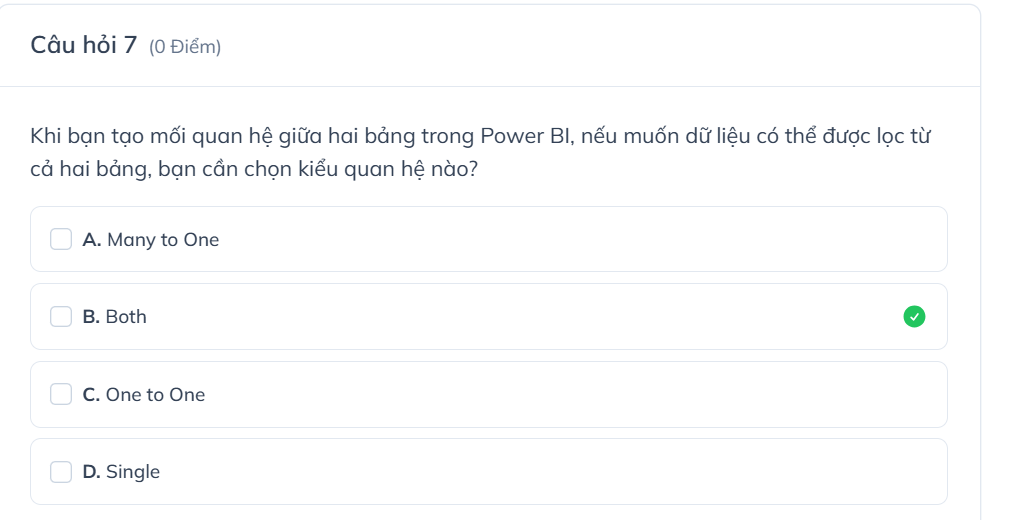 Câu hỏi 7 (0 Điểm)
Khi bạn tạo mối quan hệ giữa hai bảng trong Power BI, nếu muốn dữ liệu có thể được lọc từ
cả hai bảng, bạn cần chọn kiểu quan hệ nào?
A. Many to One
B. Both
C. One to One
D. Single